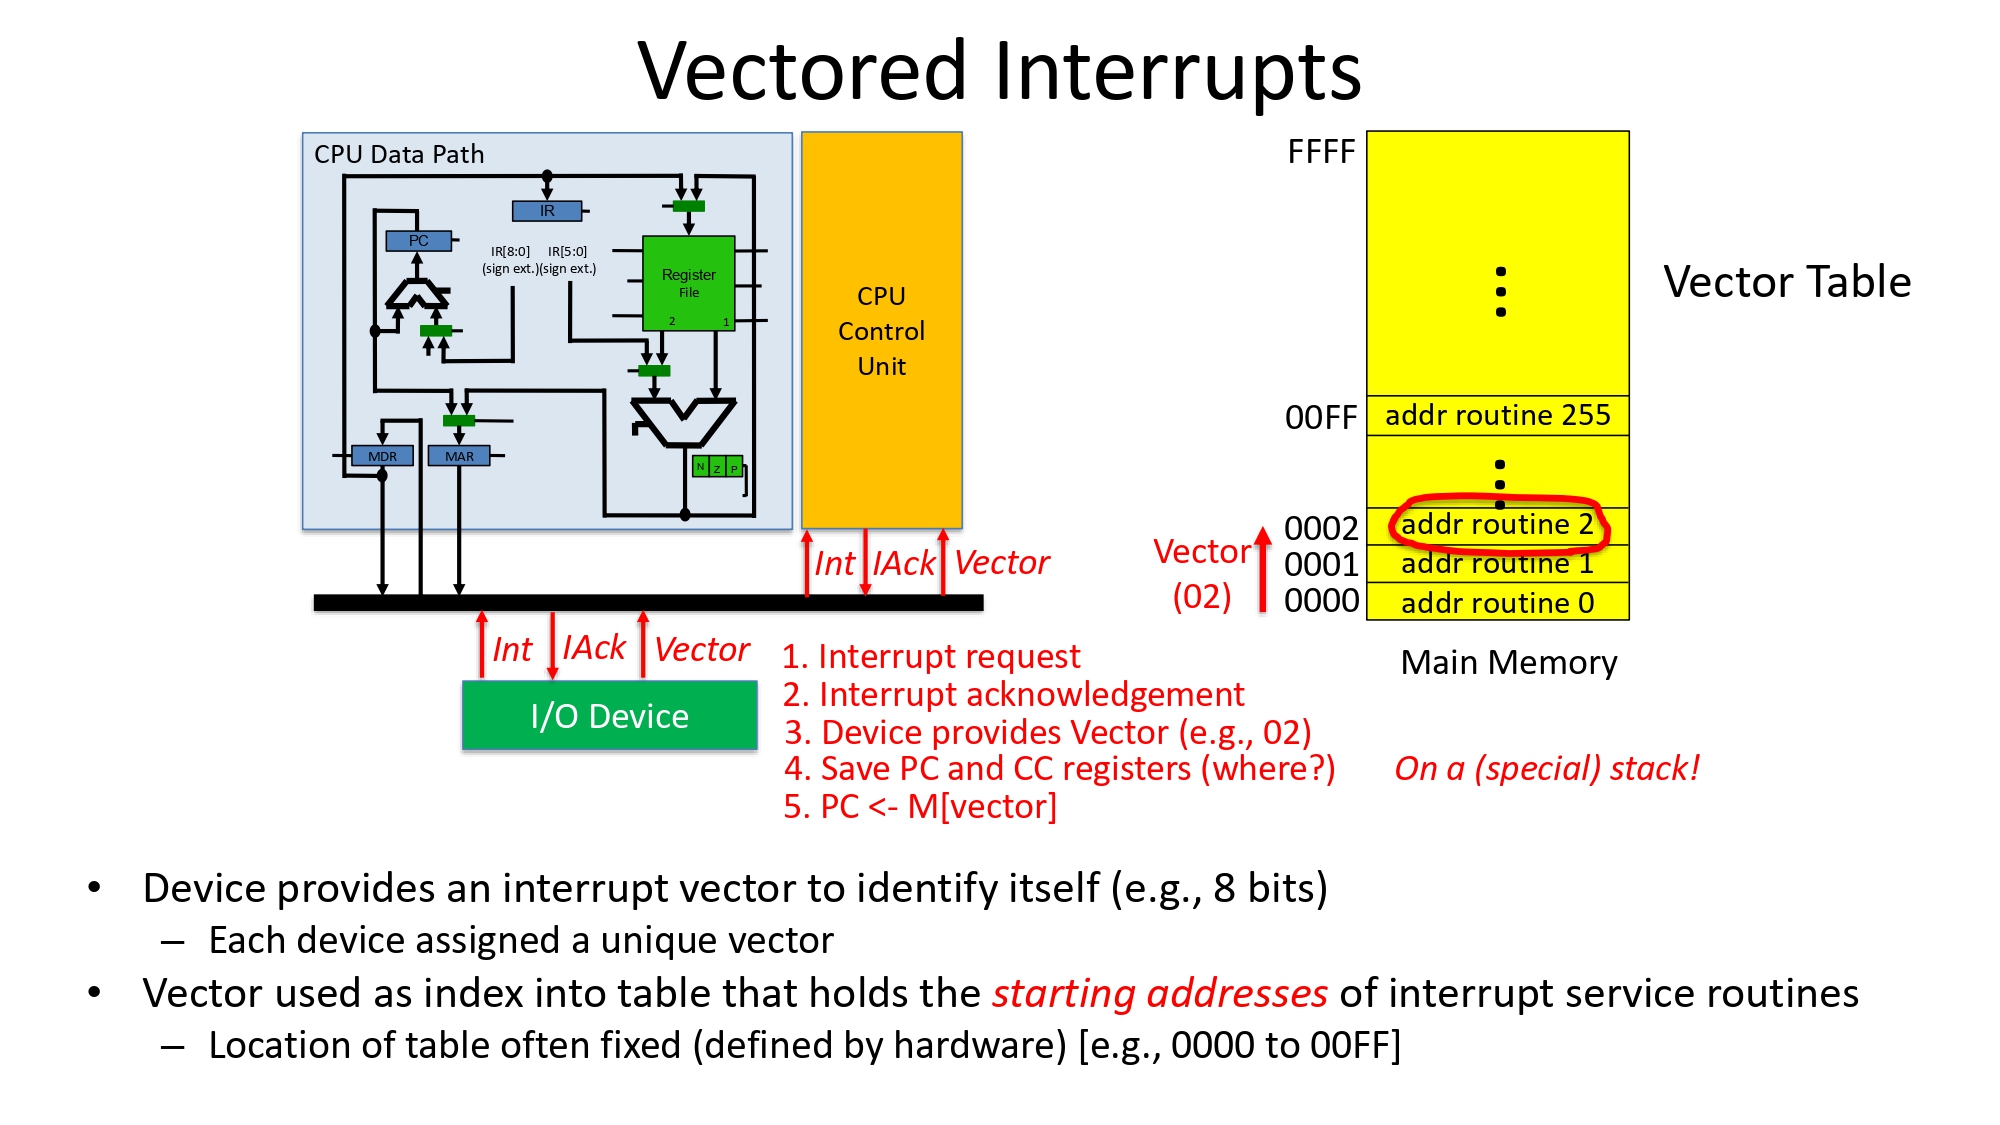 Vectored Interrupts
CPU Data Path
IR
PC
IR[8:0] IR[5:0]
(sign ext.)(sign ext.)
Register
File
2 1
MDR
MAR
N Z P
CPU
Control
Unit
Int IAck Vector
Int IAck Vector
I/O Device
1. Interrupt request
2. Interrupt acknowledgement
3. Device provides Vector (e.g., 02)
4. Save PC and CC registers (where?) On a (special) stack!
5. PC <- M[vector]
FFFF
Vector Table
00FF addr routine 255
0002 addr routine 2
0001 addr routine 1
0000 addr routine 0
Vector
(02)
Main Memory
• Device provides an interrupt vector to identify itself (e.g., 8 bits)
– Each device assigned a unique vector
• Vector used as index into table that holds the starting addresses of interrupt service routines
– Location of table often fixed (defined by hardware) [e.g., 0000 to 00FF]